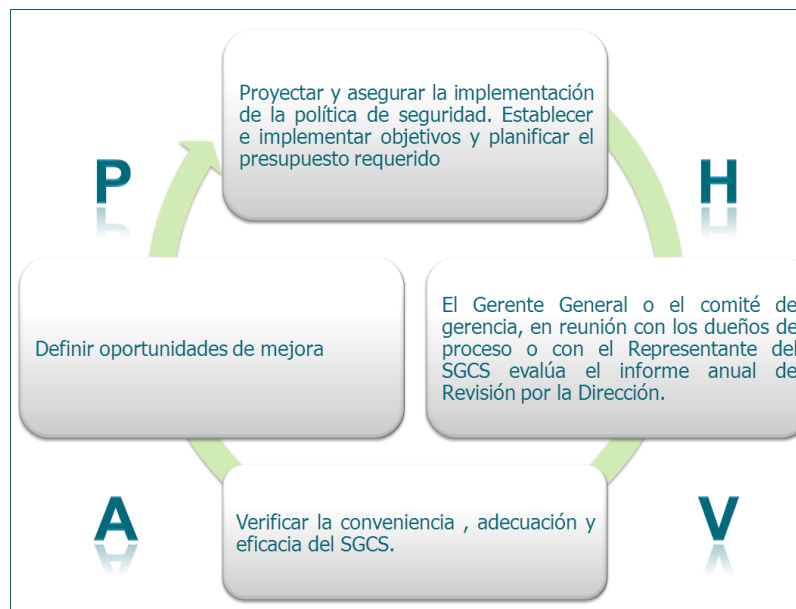 Proyectar y asegurar la implementación
de la política de seguridad. Establecer
e implementar objetivos y planificar el
presupuesto requerido
P
H
Definir oportunidades de mejora
El Gerente General o el comité de
gerencia, en reunión con los dueños de
proceso o con el Representante del
SGCS evalúa el informe anual de
Revisión por la Dirección.
A
V
Verificar la conveniencia , adecuación y
eficacia del SGCS.